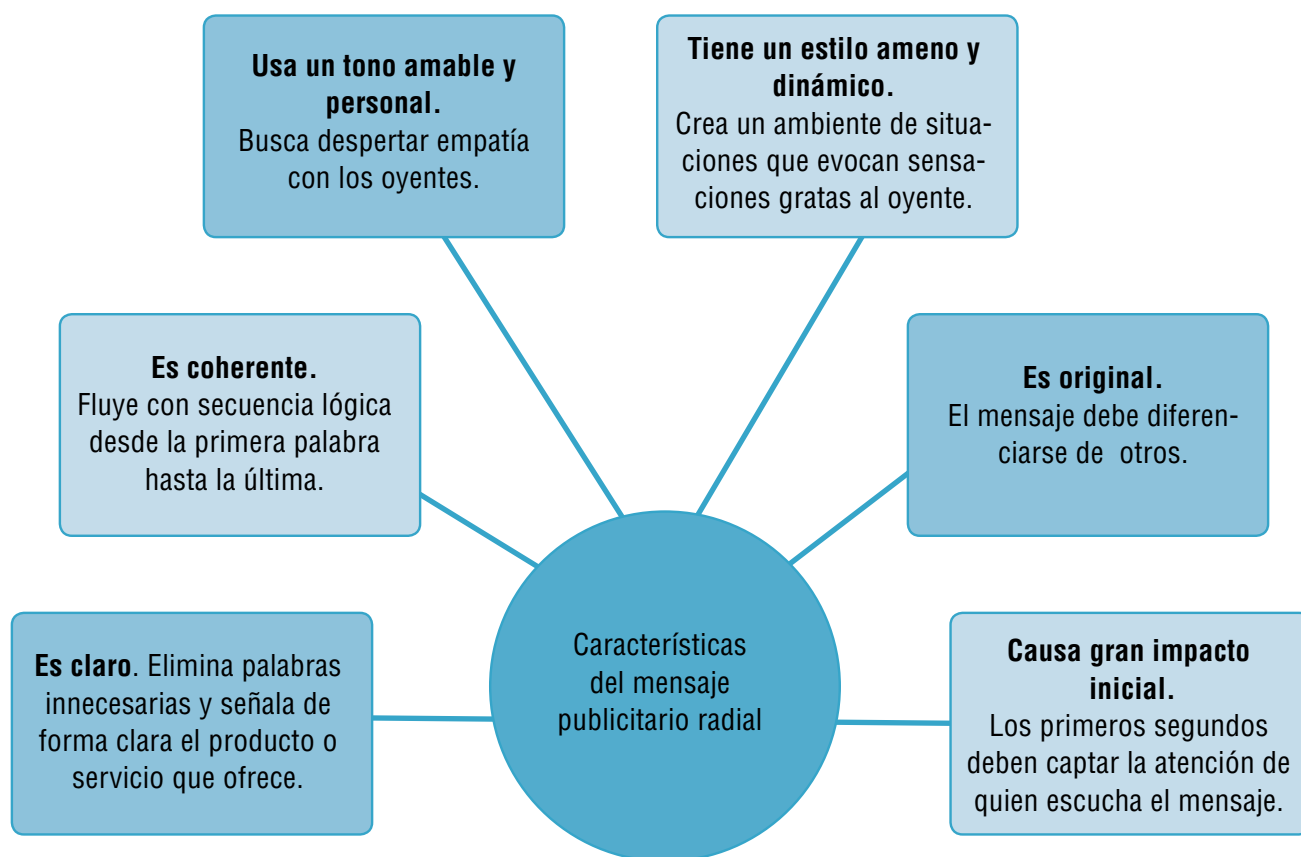 Usa un tono amable y
personal.
Busca despertar empatía
con los oyentes.
Tiene un estilo ameno y
dinámico.
Crea un ambiente de situa-
ciones que evocan sensa-
ciones gratas al oyente.
Es coherente.
Fluye con secuencia lógica
desde la primera palabra
hasta la última.
Es original.
El mensaje debe diferen-
ciarse de otros.
Es claro. Elimina palabras
innecesarias y señala de
forma clara el producto o
servicio que ofrece.
Características
del mensaje
publicitario radial
Causa gran impacto
inicial.
Los primeros segundos
deben captar la atención de
quien escucha el mensaje.